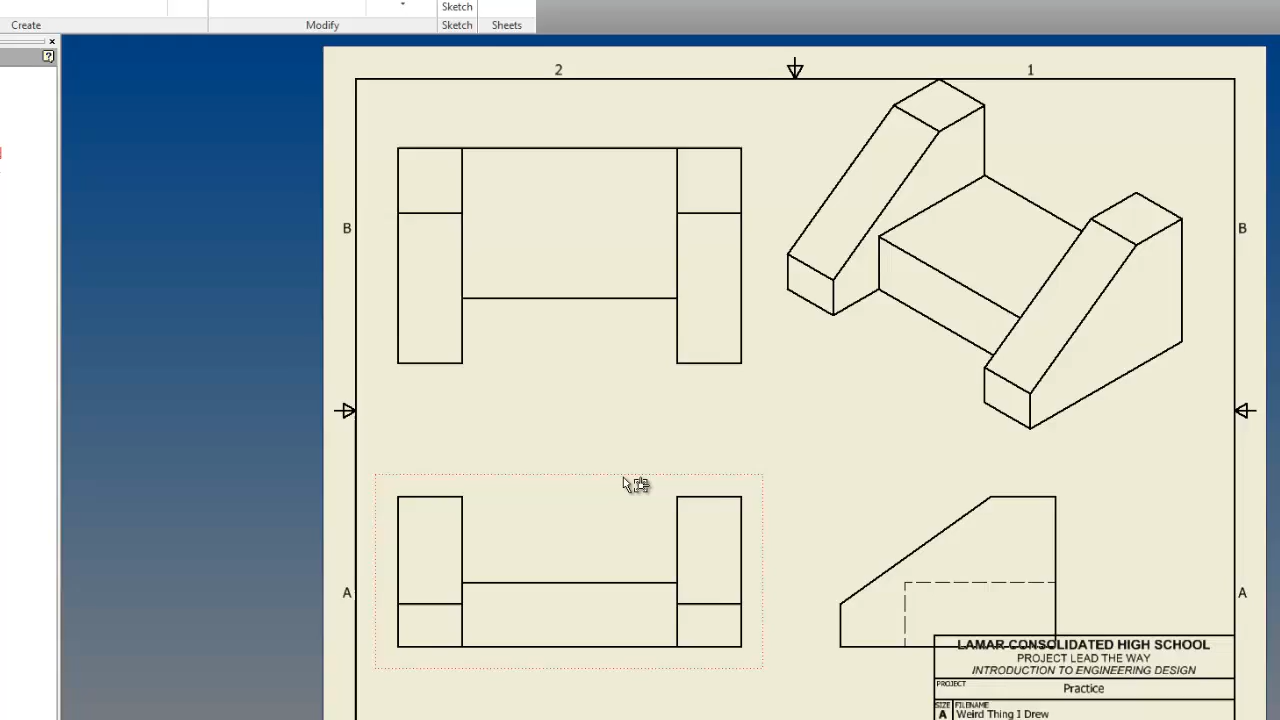 Sketch
Create
Modify
Sketch
Sheets
2
1
B
B
A
A
LAMAR CONSOLIDATED HIGH SCHOOL
PROJECT LEAD THE WAY
INTRODUCTION TO ENGINEERING DESIGN
PROJECT
Practice
SIZE
FILENAME
A
Weird Thing I Drew